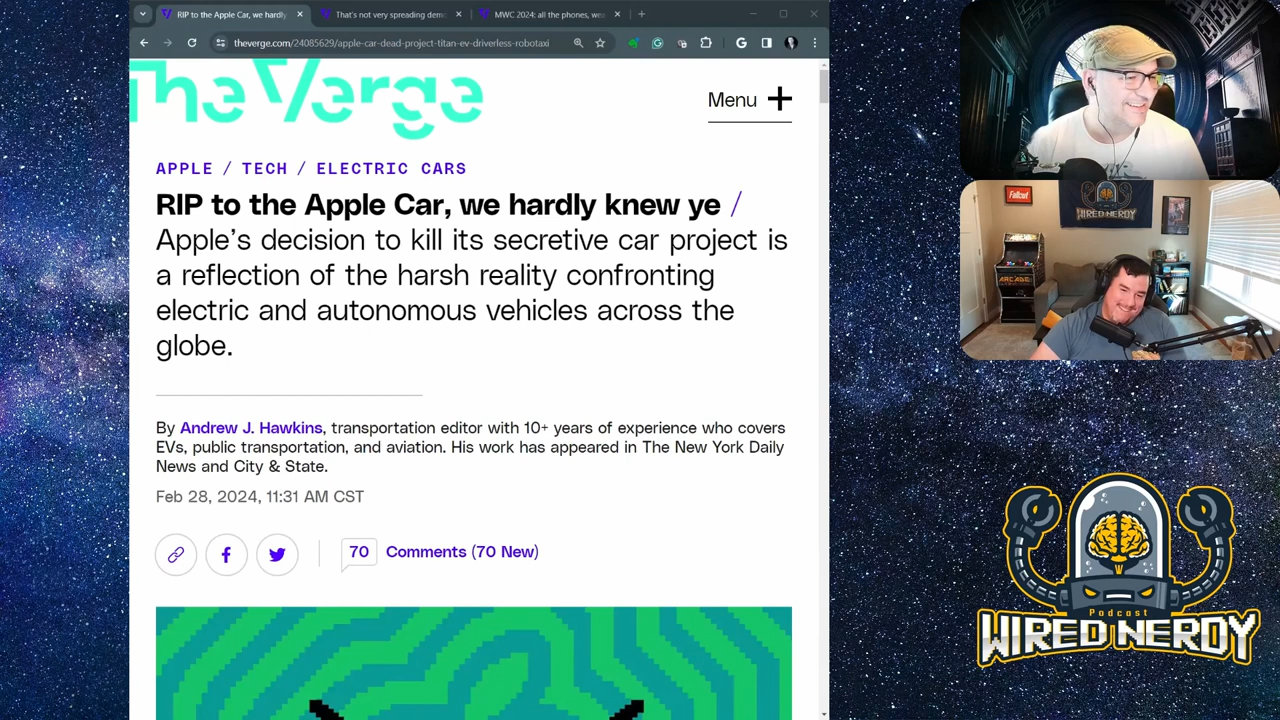 RIP to the Apple Car, we hardly
That's not very spreading demo
MWC 2024: all the phones, wea
theverge.com/24085629/apple-car-dead-project-titan-ev-driverless-robotaxi
The Verge
Menu
APPLE / TECH / ELECTRIC CARS
RIP to the Apple Car, we hardly knew ye /
Apple's decision to kill its secretive car project is
a reflection of the harsh reality confronting
electric and autonomous vehicles across the
globe.
By Andrew J. Hawkins, transportation editor with 10+ years of experience who covers
EVs, public transportation, and aviation. His work has appeared in The New York Daily
News and City & State.
Feb 28, 2024, 11:31 AM CST
70 Comments (70 New)
Fallout
WIRED NERDY
ARCADE
Podcast
WIRED NERDY